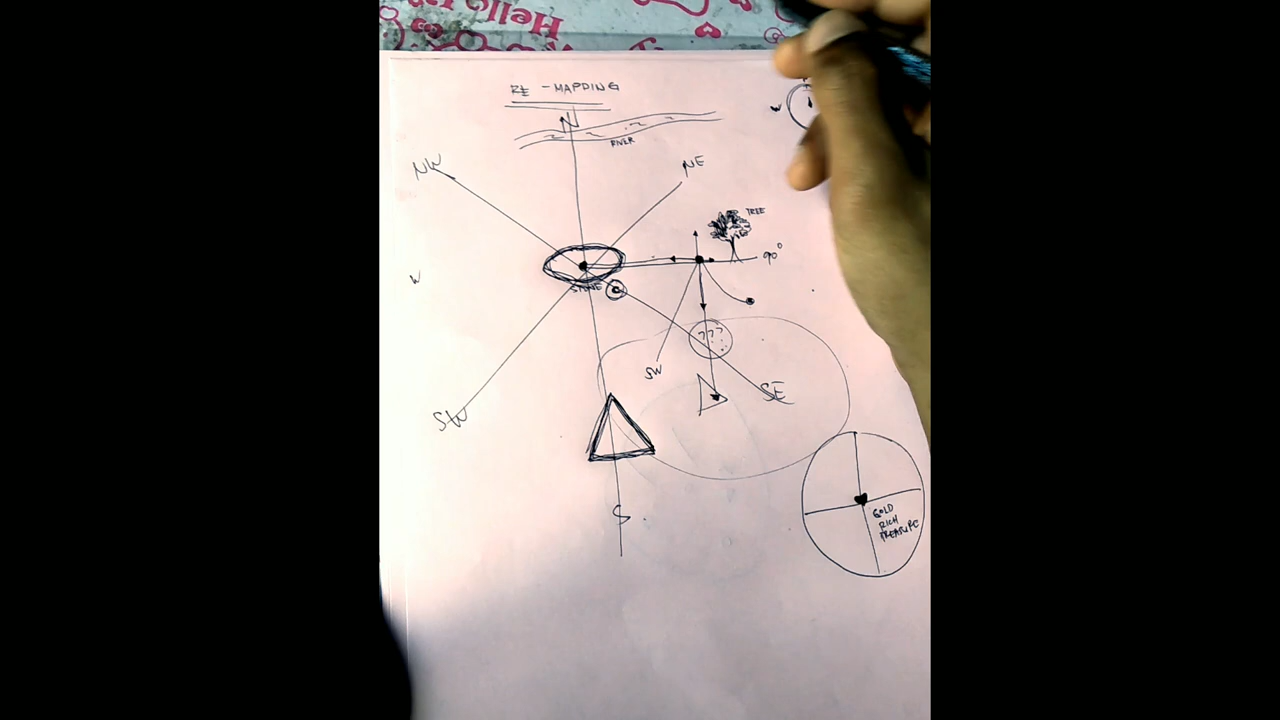 Hello
RE-MAPPING
N
RIVER
NW
NE
TREE
W
90°
W
STONE
???
SW
SE
SW
S
GOLD
RICH
TREASURE